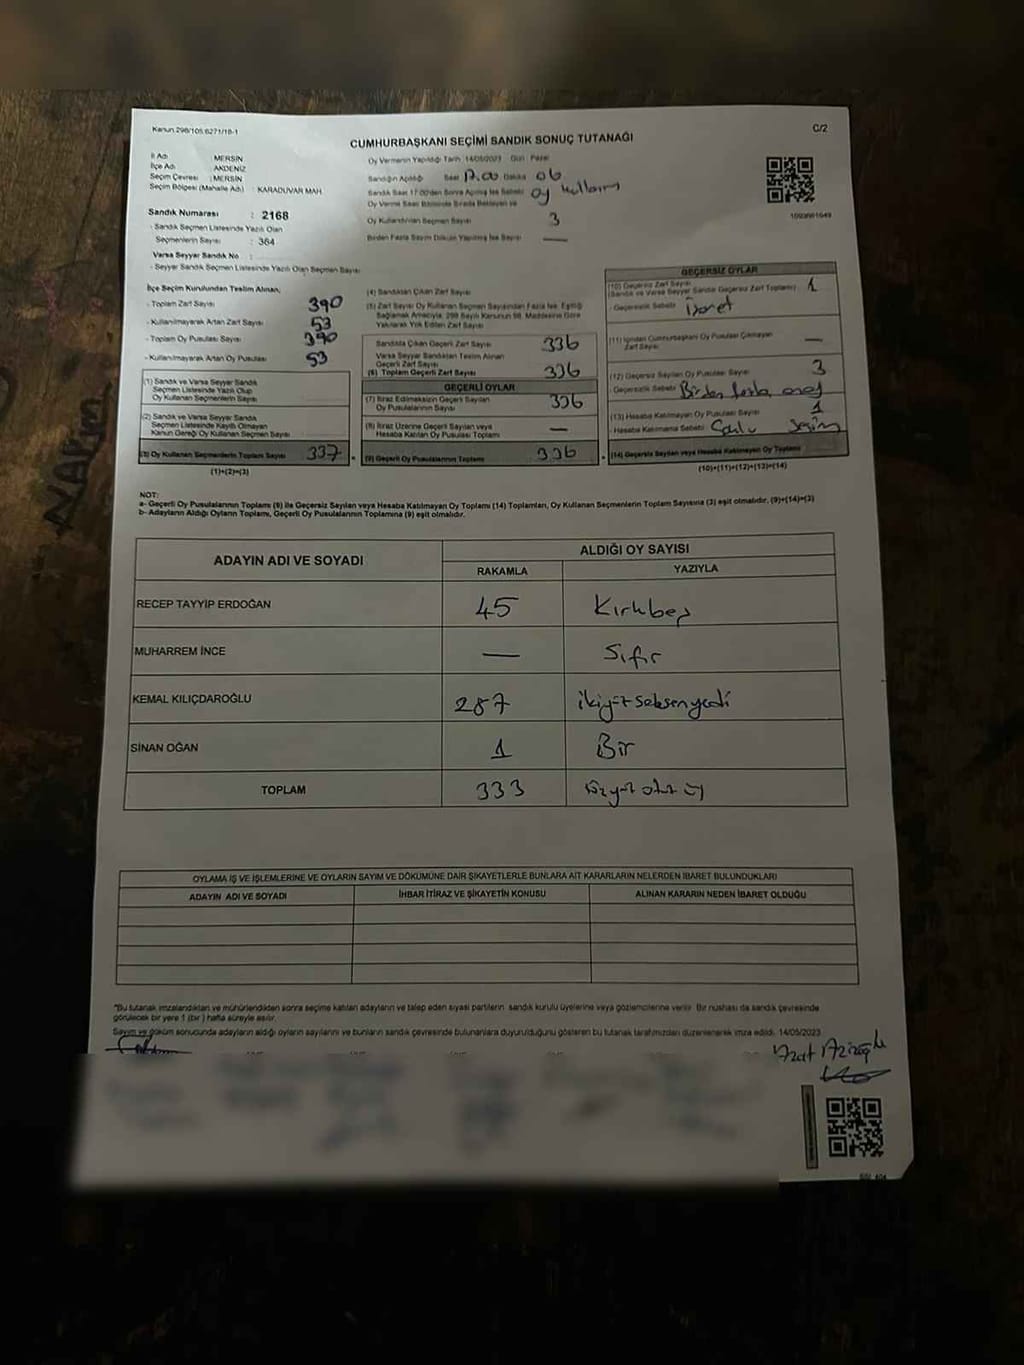 Kanun 298/105,6271/18-1
C/2
CUMHURBAŞKANI SEÇİMİ SANDIK SONUÇ TUTANAĞI
İl Adı : MERSİN
İlçe Adı : AKDENİZ
Seçim Çevresi : MERSİN
Seçim Bölgesi (Mahalle Adı) : KARADUVAR MAH.
Sandık Numarası : 2168
- Sandık Seçmen Listesinde Yazılı Olan
Seçmenlerin Sayısı : 364
Varsa Seyyar Sandık No :
- Seyyar Sandık Seçmen Listesinde Yazılı Olan Seçmen Sayısı
Oy Vermenin Yapıldığı Tarih 14/05/2023 Gün Pazar
Sandığın Açıldığı Saat Dakika 06
Sandık Saat 17:00'den Sonra Açılmış İse Sebebi oy kullanım
Oy Verme Saati Bitiminde Sırada Bekleyen ve
Oy Kullandırılan Seçmen Sayısı 3
Birden Fazla Sayım Döküm Yapılmış İse Sayısı —
İlçe Seçim Kurulundan Teslim Alınan;
- Toplam Zarf Sayısı 390
- Kullanılmayarak Artan Zarf Sayısı 53
- Toplam Oy Pusulası Sayısı 390
- Kullanılmayarak Artan Oy Pusulası 53
(1) Sandık ve Varsa Seyyar Sandık
Seçmen Listesinde Yazılı Olup
Oy Kullanan Seçmenlerin Sayısı
(2) Sandık ve Varsa Seyyar Sandık
Seçmen Listesinde Kayıtlı Olmayan
Kanun Gereği Oy Kullanan Seçmen Sayısı
(3) Oy Kullanan Seçmenlerin Toplam Sayısı 337
(1)+(2)=(3)
(4) Sandıktan Çıkan Zarf Sayısı
(5) Zarf Sayısı Oy Kullanan Seçmen Sayısından Fazla İse, Eşitliği
Sağlamak Amacıyla, 298 Sayılı Kanunun 98. Maddesine Göre
Yakılarak Yok Edilen Zarf Sayısı
Sandıkta Çıkan Geçerli Zarf Sayısı 336
Varsa Seyyar Sandıktan Teslim Alınan
Geçerli Zarf Sayısı
(6) Toplam Geçerli Zarf Sayısı 336
GEÇERLİ OYLAR
(7) İtiraz Edilmeksizin Geçerli Sayılan
Oy Pusulalarının Sayısı 336
(8) İtiraz Üzerine Geçerli Sayılan veya
Hesaba Katılan Oy Pusulası Toplamı —
(9) Geçerli Oy Pusulalarının Toplamı 336
GEÇERSİZ OYLAR
(10) Geçersiz Zarf Sayısı
(Sandık ve Varsa Seyyar Sandık Geçersiz Zarf Toplamı) 1
- Geçersizlik Sebebi İşaret
(11) İçinden Cumhurbaşkanı Oy Pusulası Çıkmayan
Zarf Sayısı —
(12) Geçersiz Sayılan Oy Pusulası Sayısı 3
- Geçersizlik Sebebi Birden fazla
(13) Hesaba Katılmayan Oy Pusulası Sayısı 1
- Hesaba Katılmama Sebebi seçim
(14) Geçersiz Sayılan veya Hesaba Katılmayan Oy Toplamı
(10)+(11)+(12)+(13)=(14)
NOT:
a- Geçerli Oy Pusulalarının Toplamı (9) ile Geçersiz Sayılan veya Hesaba Katılmayan Oy Toplamı (14) Toplamları, Oy Kullanan Seçmenlerin Toplam Sayısına (3) eşit olmalıdır. (9)+(14)=(3)
b- Adayların Aldığı Oyların Toplamı, Geçerli Oy Pusulalarının Toplamına (9) eşit olmalıdır.
ADAYIN ADI VE SOYADI
ALDIĞI OY SAYISI
RAKAMLA YAZIYLA
RECEP TAYYİP ERDOĞAN 45 Kırkbeş
MUHARREM İNCE — Sıfır
KEMAL KILIÇDAROĞLU 287 ikiyüzseksenyedi
SİNAN OĞAN 1 Bir
TOPLAM 333 üçyüz otuz üç
OYLAMA İŞ VE İŞLEMLERİNE VE OYLARIN SAYIM VE DÖKÜMÜNE DAİR ŞİKAYETLERLE BUNLARA AİT KARARLARIN NELERDEN İBARET BULUNDUKLARI
ADAYIN ADI VE SOYADI İHBAR İTİRAZ VE ŞİKAYETİN KONUSU ALINAN KARARIN NEDEN İBARET OLDUĞU
*Bu tutanak imzalandıktan ve mühürlendikten sonra seçime katılan adayların ve talep eden siyasi partilerin sandık kurulu üyelerine veya gözlemcilerine verilir. Bir nüshası da sandık çevresinde
görülecek bir yere 1 (bir) hafta süreyle asılır.
Sayım ve döküm sonucunda adayların aldığı oyların sayılarını ve bunların sandık çevresinde bulunanlara duyurulduğunu gösteren bu tutanak tarafımızdan düzenlenerek imza edildi. 14/05/2023
Azat